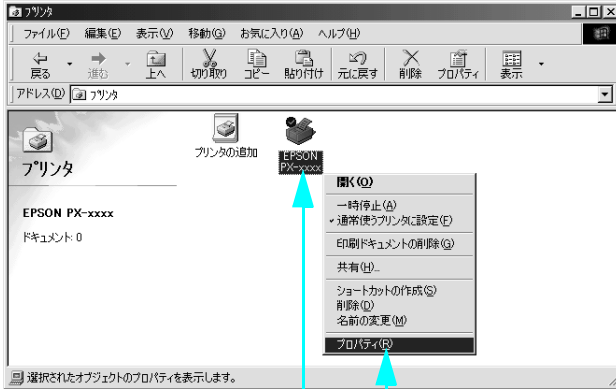 プリンタ
ファイル(F) 編集(E) 表示(V) 移動(G) お気に入り(A) ヘルプ(H)
戻る 進む 上へ 切り取り コピー 貼り付け 元に戻す 削除 プロパティ 表示
アドレス(D) プリンタ
プリンタ
EPSON PX-xxxx
ドキュメント: 0
プリンタの追加
EPSON
PX-xxxx
開く(O)
一時停止(A)
通常使うプリンタに設定(F)
印刷ドキュメントの削除(G)
共有(H)...
ショートカットの作成(S)
削除(D)
名前の変更(M)
プロパティ(R)
選択されたオブジェクトのプロパティを表示します。